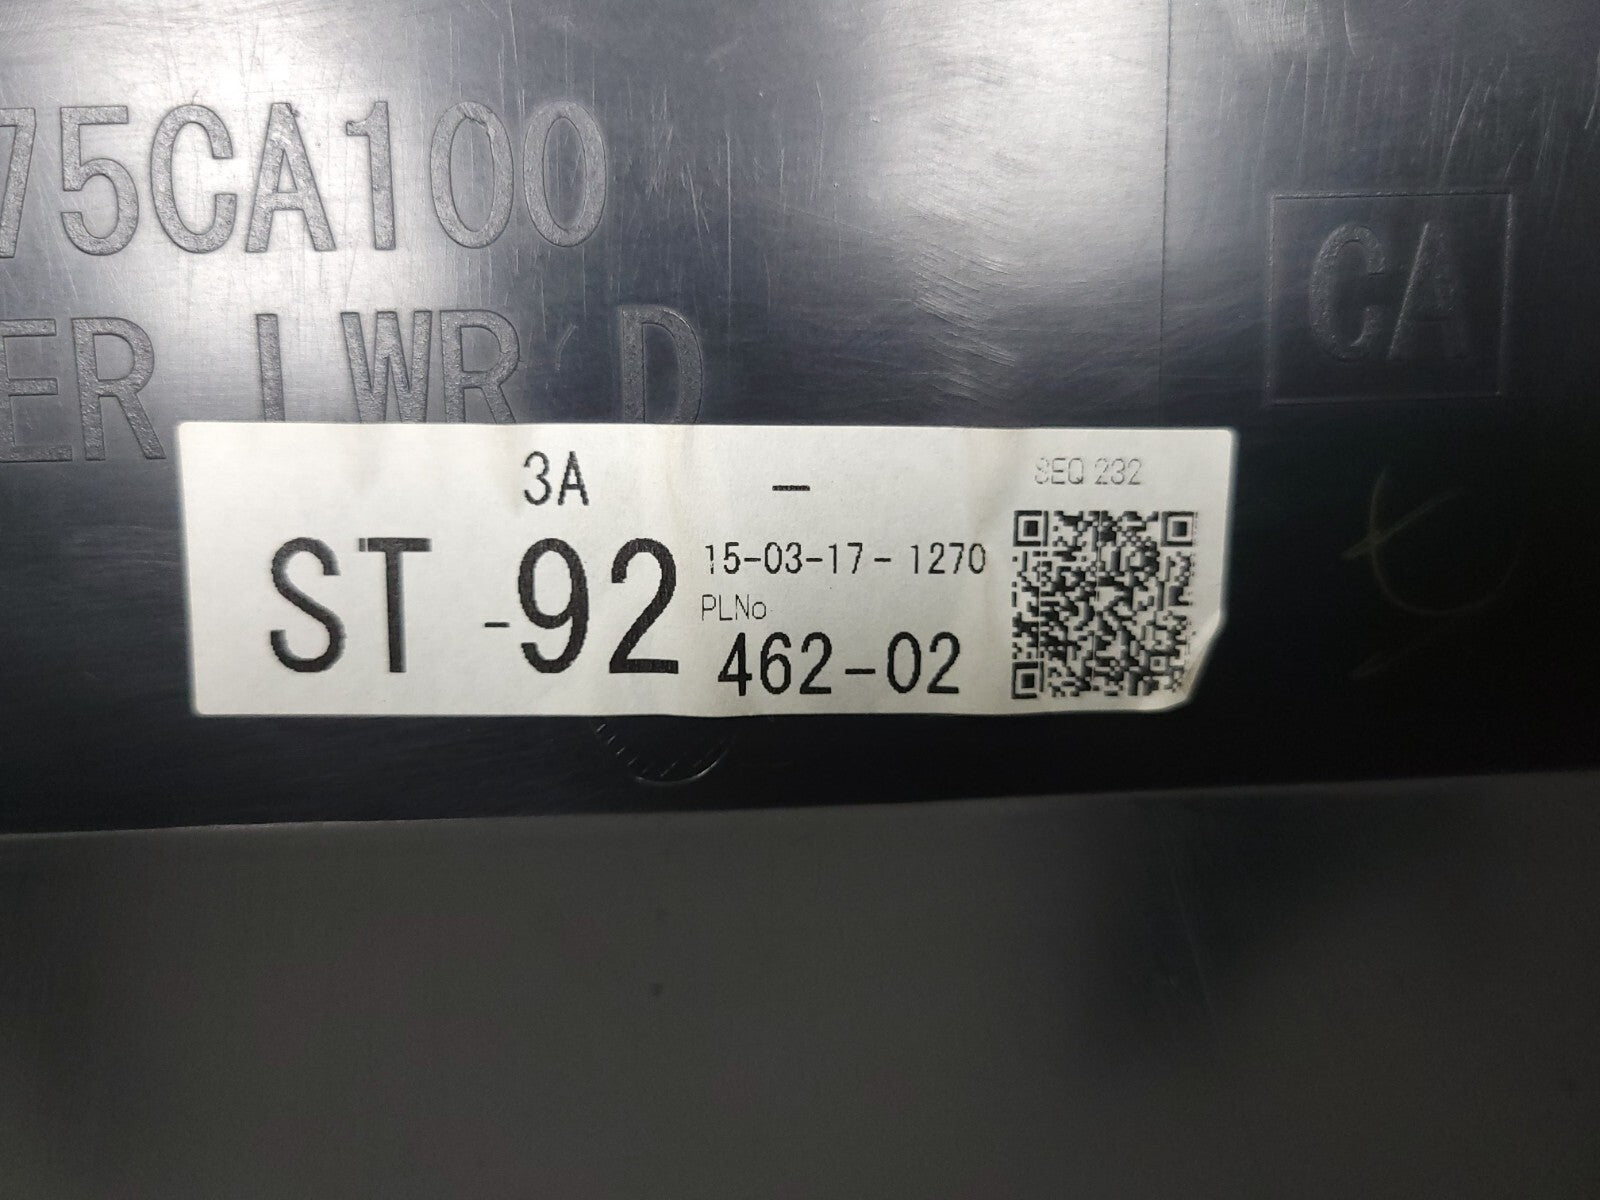 75CA100
CA
ER LWR D
3A -
SEQ 232
ST -92
15-03-17- 1270
PLNo
462-02